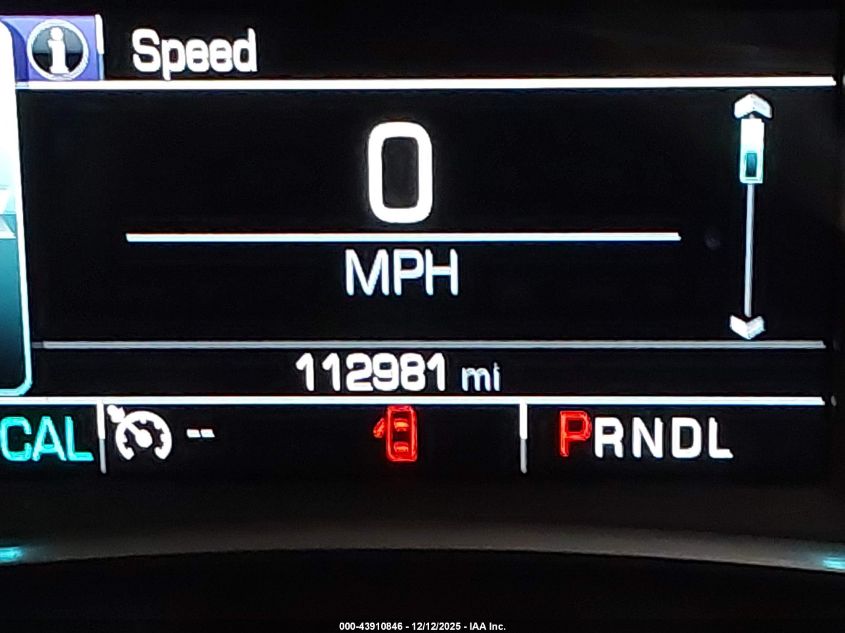 Speed
0
MPH
112981 mi
CAL -- PRNDL
000-43910846 - 12/12/2025 - IAA Inc.